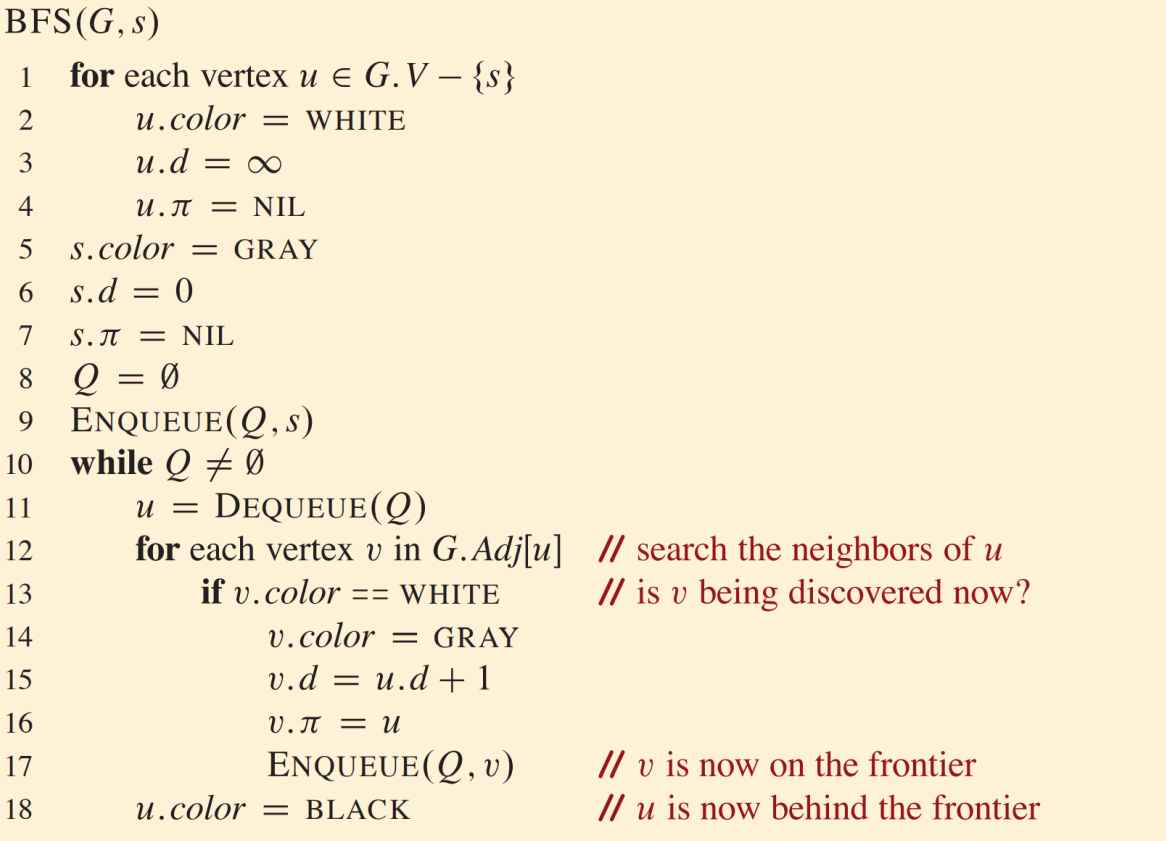 BFS(G, s)
1 for each vertex u ∈ G.V − {s}
2 u.color = WHITE
3 u.d = ∞
4 u.π = NIL
5 s.color = GRAY
6 s.d = 0
7 s.π = NIL
8 Q = ∅
9 ENQUEUE(Q, s)
10 while Q ≠ ∅
11 u = DEQUEUE(Q)
12 for each vertex v in G.Adj[u] // search the neighbors of u
13 if v.color == WHITE // is v being discovered now?
14 v.color = GRAY
15 v.d = u.d + 1
16 v.π = u
17 ENQUEUE(Q, v) // v is now on the frontier
18 u.color = BLACK // u is now behind the frontier